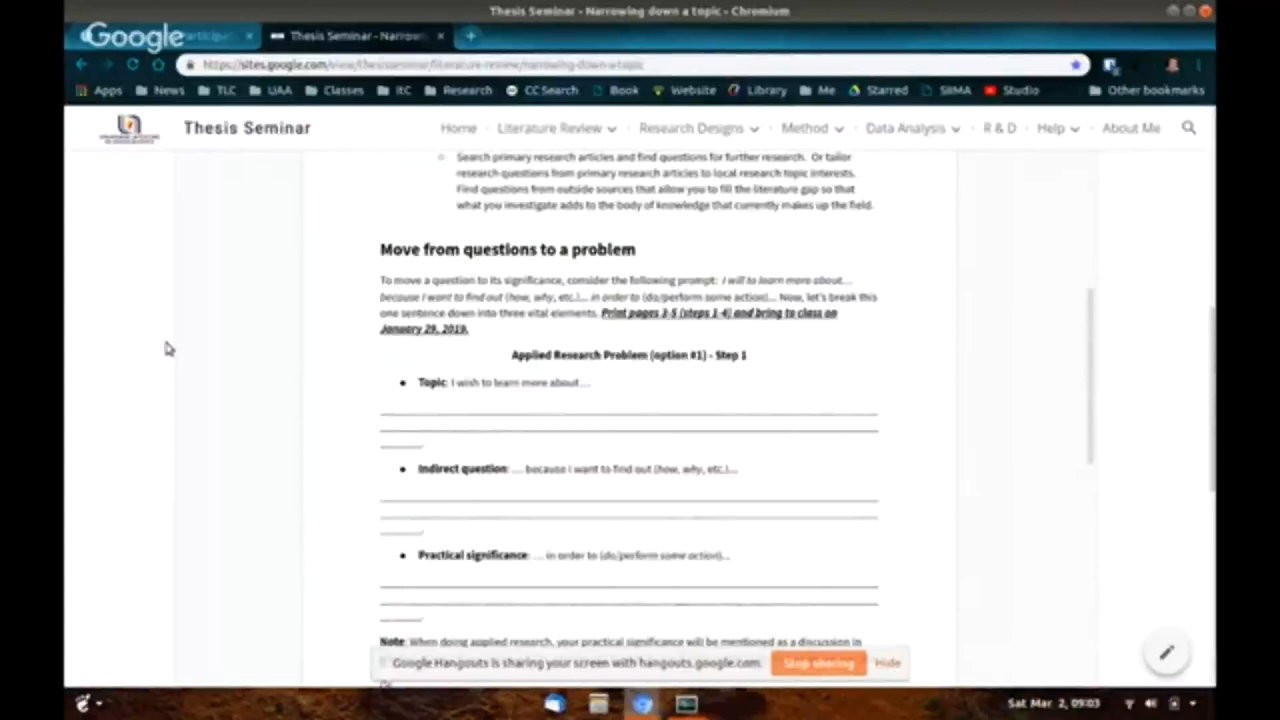 Thesis Seminar - Narrowing down a topic - Chromium
Google
Thesis Seminar - Narrow
https://sites.google.com/view/thesisseminar/literature-review/narrowing-down-a-topic
Apps News TLC UAA Classes ItC Research CC Search Book Website Library Me Starred SIIMA Studio Other bookmarks
Thesis Seminar
Home Literature Review Research Designs Method Data Analysis R & D Help About Me
Search primary research articles and find questions for further research. Or tailor
research questions from primary research articles to local research topic interests.
Find questions from outside sources that allow you to fill the literature gap so that
what you investigate adds to the body of knowledge that currently makes up the field.
Move from questions to a problem
To move a question to its significance, consider the following prompt: I will to learn more about...
because I want to find out (how, why, etc.)... in order to (do/perform some action)... Now, let's break this
one sentence down into three vital elements. Print pages 3-5 (steps 1-4) and bring to class on
January 29, 2019.
Applied Research Problem (option #1) - Step 1
Topic: I wish to learn more about...
Indirect question: ... because I want to find out (how, why, etc.)...
Practical significance: ... in order to (do/perform some action)...
Note: When doing applied research, your practical significance will be mentioned as a discussion in
Google Hangouts is sharing your screen with hangouts.google.com. Stop sharing Hide
Sat Mar 2, 09:03